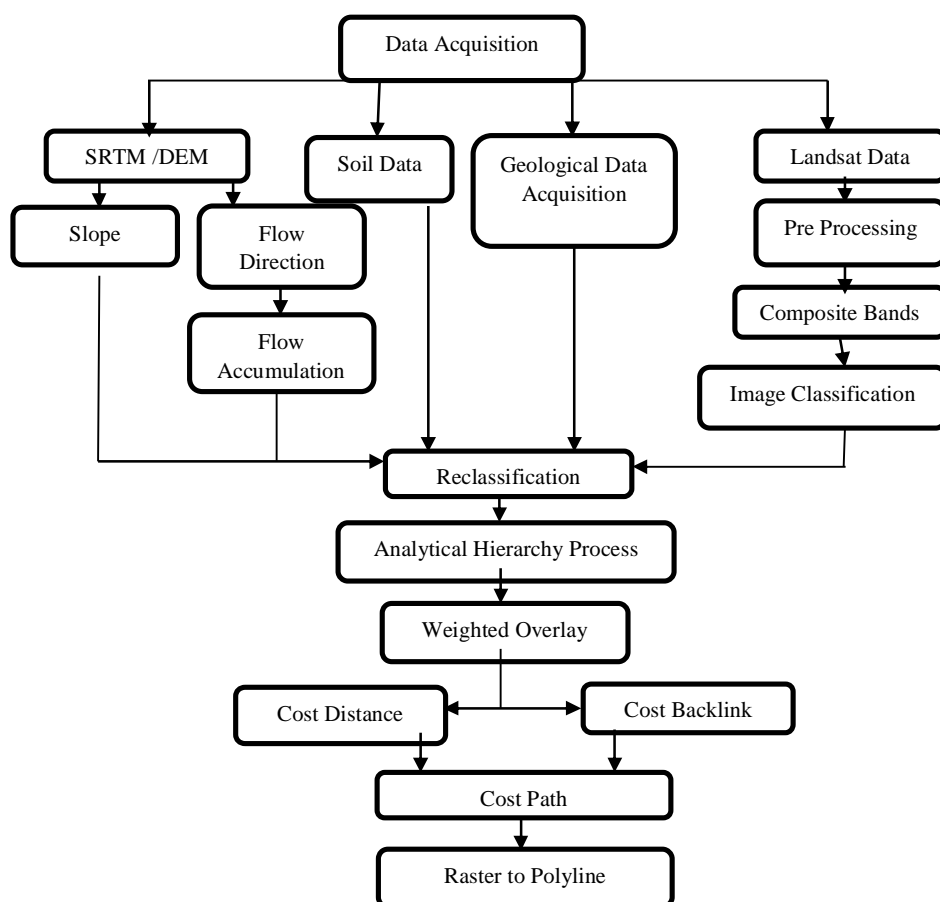 Data Acquisition
SRTM /DEM
Soil Data
Geological Data
Acquisition
Landsat Data
Slope
Flow
Direction
Pre Processing
Flow
Accumulation
Composite Bands
Image Classification
Reclassification
Analytical Hierarchy Process
Weighted Overlay
Cost Distance
Cost Backlink
Cost Path
Raster to Polyline